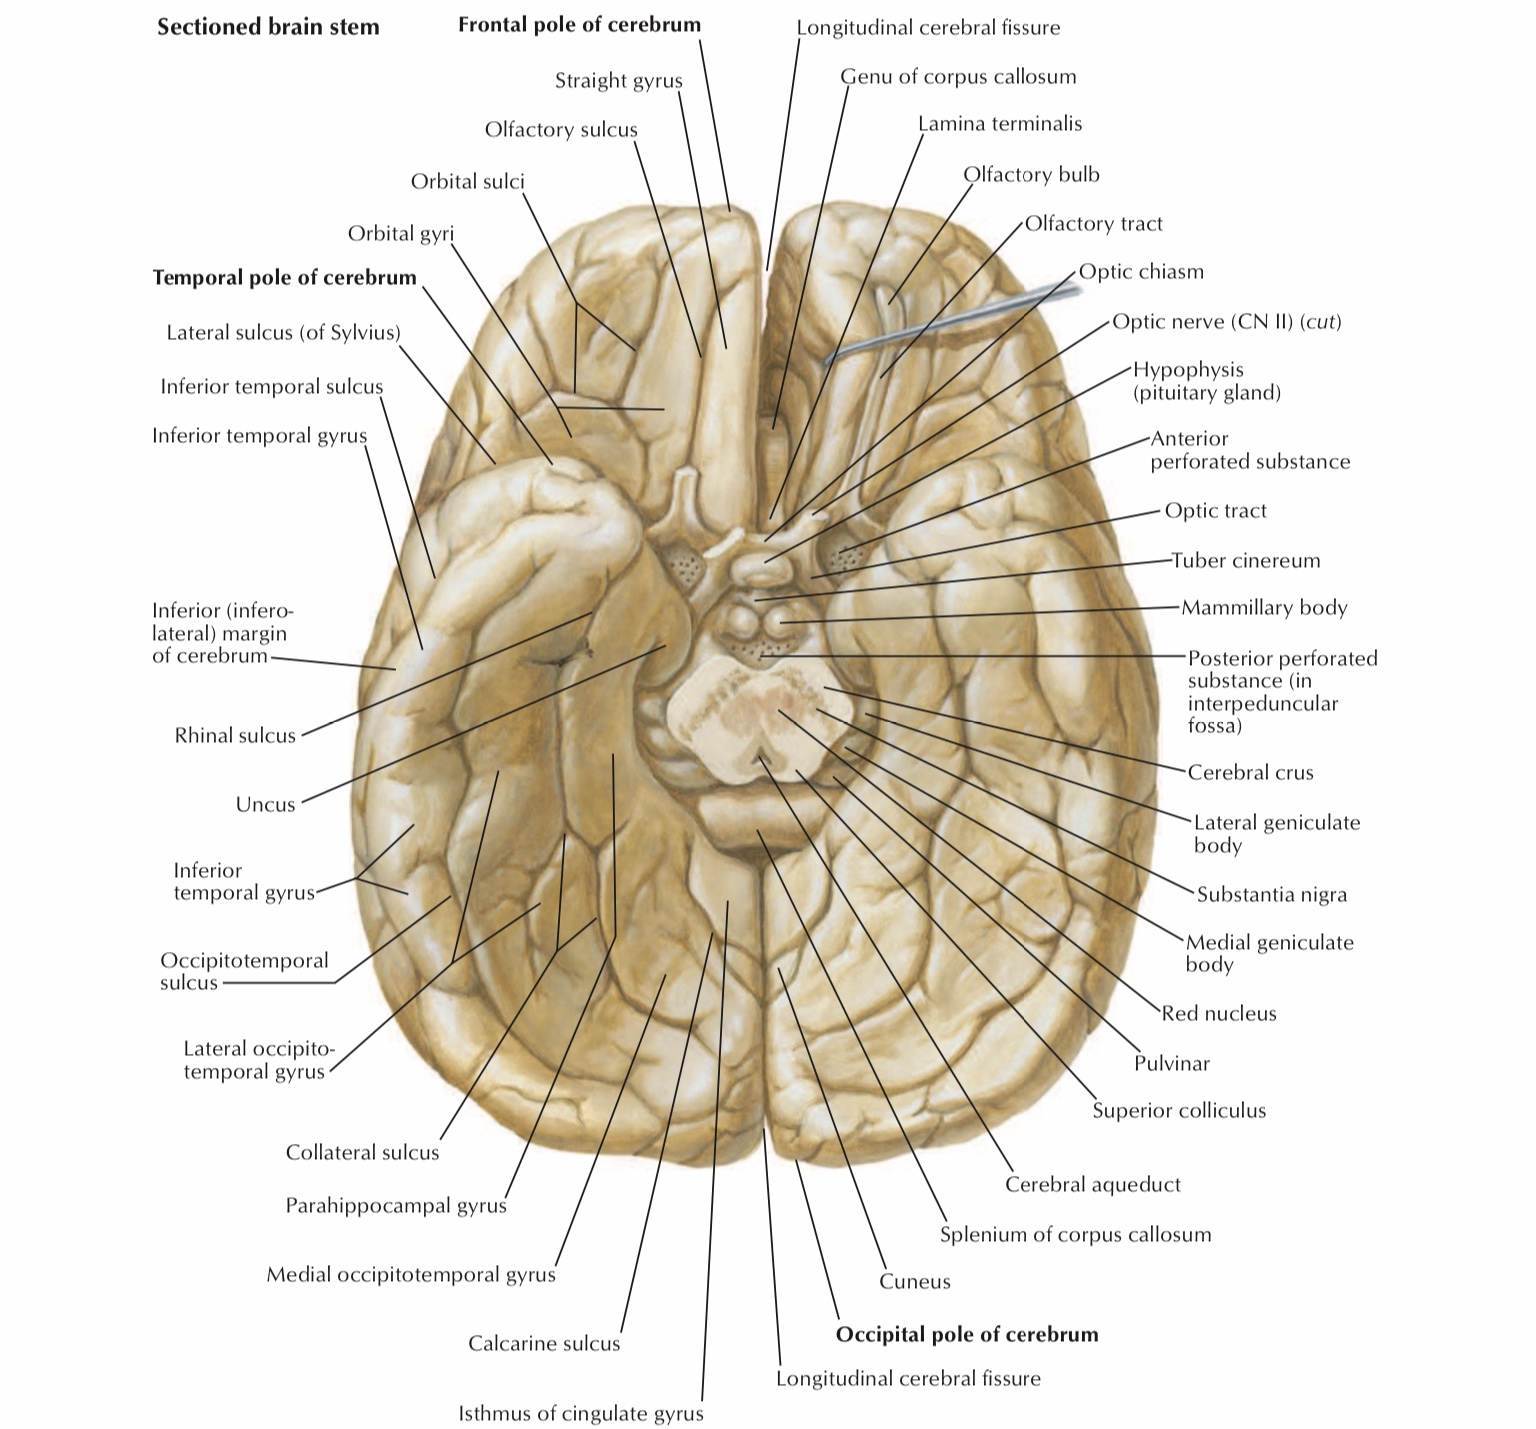 Sectioned brain stem
Frontal pole of cerebrum
Straight gyrus
Olfactory sulcus
Orbital sulci
Orbital gyri
Temporal pole of cerebrum
Lateral sulcus (of Sylvius)
Inferior temporal sulcus
Inferior temporal gyrus
Inferior (infero-
lateral) margin
of cerebrum
Rhinal sulcus
Uncus
Inferior
temporal gyrus
Occipitotemporal
sulcus
Lateral occipito-
temporal gyrus
Collateral sulcus
Parahippocampal gyrus
Medial occipitotemporal gyrus
Calcarine sulcus
Isthmus of cingulate gyrus
Longitudinal cerebral fissure
Genu of corpus callosum
Lamina terminalis
Olfactory bulb
Olfactory tract
Optic chiasm
Optic nerve (CN II) (cut)
Hypophysis
(pituitary gland)
Anterior
perforated substance
Optic tract
Tuber cinereum
Mammillary body
Posterior perforated
substance (in
interpeduncular
fossa)
Cerebral crus
Lateral geniculate
body
Substantia nigra
Medial geniculate
body
Red nucleus
Pulvinar
Superior colliculus
Cerebral aqueduct
Splenium of corpus callosum
Cuneus
Occipital pole of cerebrum
Longitudinal cerebral fissure